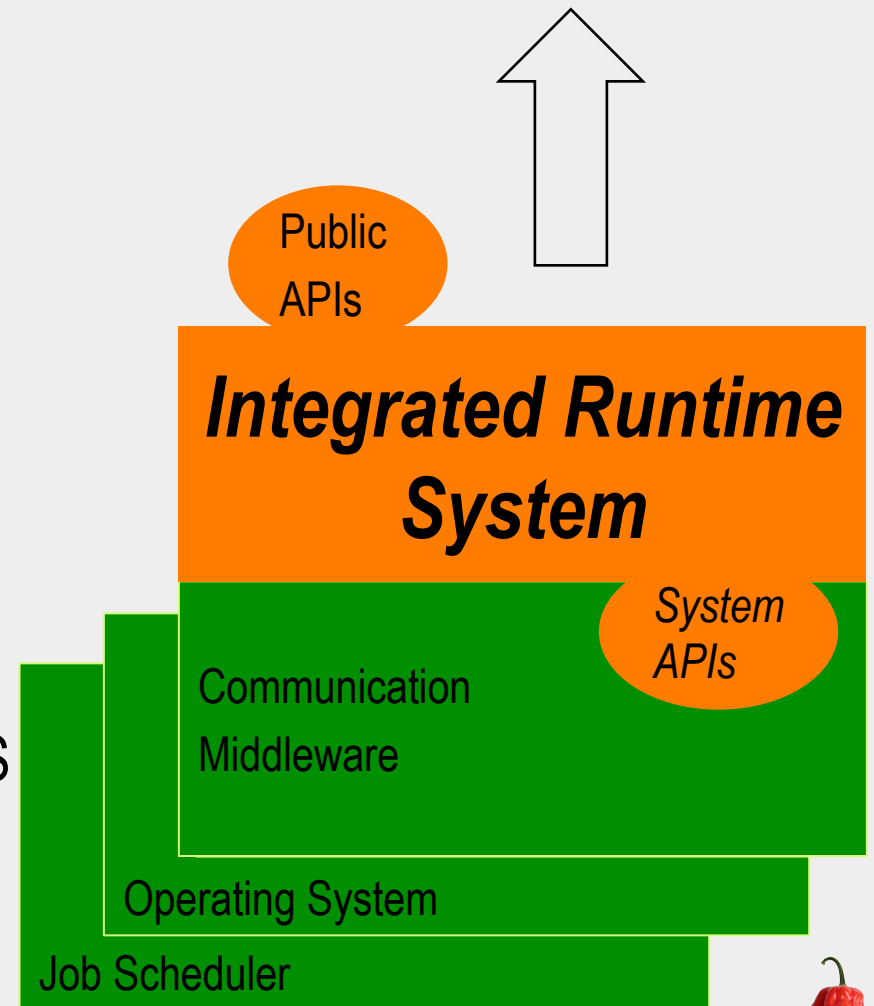 Public
APIs
Integrated Runtime
System
System
APIs
Communication
Middleware
S
Operating System
Job Scheduler